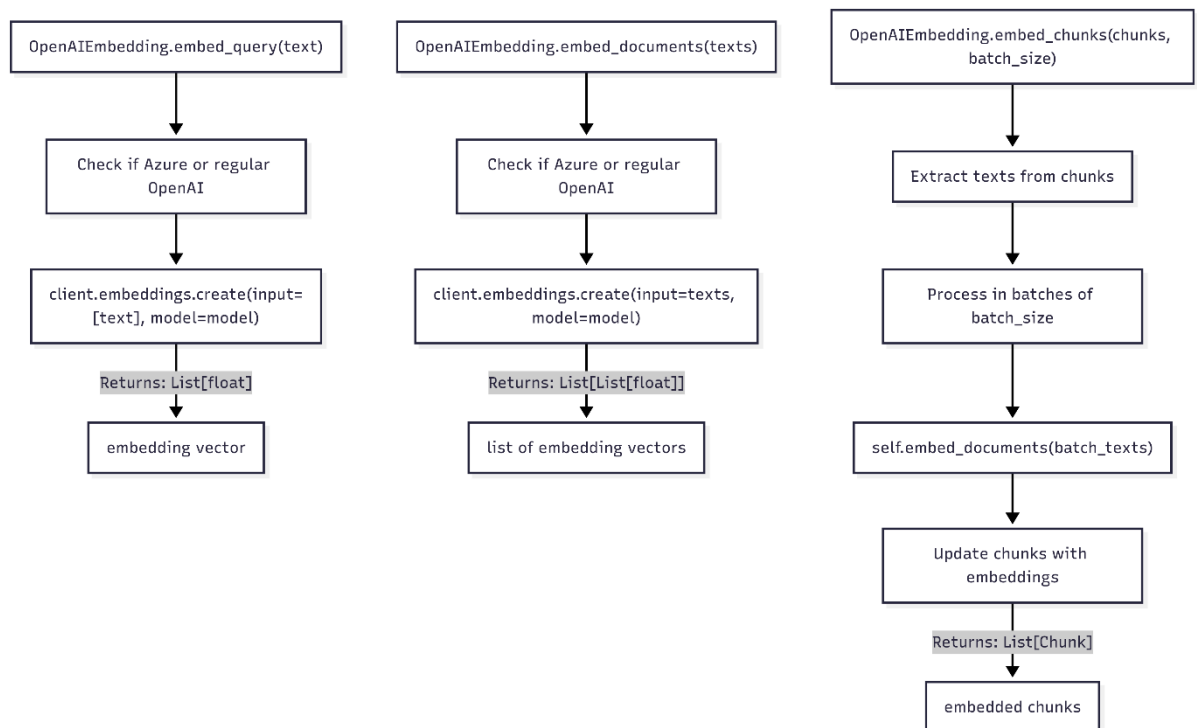 OpenAIEmbedding.embed_query(text)
Check if Azure or regular
OpenAI
client.embeddings.create(input=
[text], model=model)
Returns: List[float]
embedding vector
OpenAIEmbedding.embed_documents(texts)
Check if Azure or regular
OpenAI
client.embeddings.create(input=texts,
model=model)
Returns: List[List[float]]
list of embedding vectors
OpenAIEmbedding.embed_chunks(chunks,
batch_size)
Extract texts from chunks
Process in batches of
batch_size
self.embed_documents(batch_texts)
Update chunks with
embeddings
Returns: List[Chunk]
embedded chunks